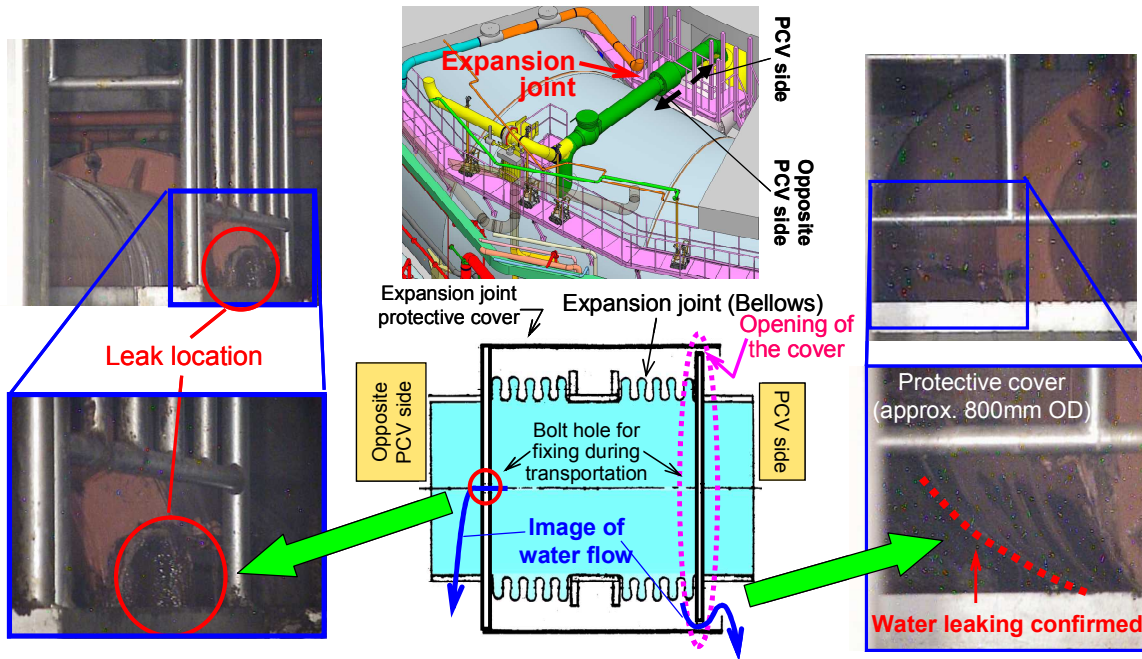 Expansion
joint
PCV side
Opposite
PCV side
Leak location
Expansion joint
protective cover
Expansion joint (Bellows)
Opening of
the cover
Opposite
PCV side
PCV side
Bolt hole for
fixing during
transportation
Image of
water flow
Protective cover
(approx. 800mm OD)
Water leaking confirmed